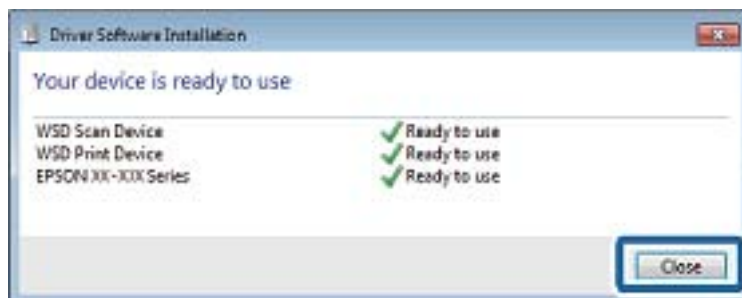 Driver Software Installation
Your device is ready to use
WSD Scan Device Ready to use
WSD Print Device Ready to use
EPSON XX-XXX Series Ready to use
Close